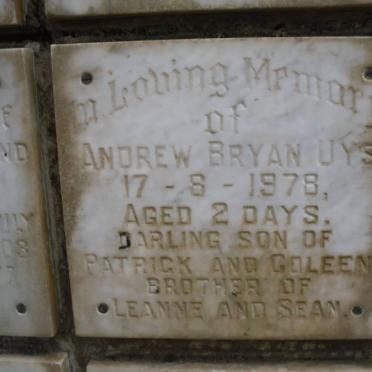 In Loving Memory
of
ANDREW BRYAN UYS
17 - 8 - 1978,
AGED 2 DAYS.
DARLING SON OF
PATRICK AND COLEEN
BROTHER OF
LEANNE AND SEAN.